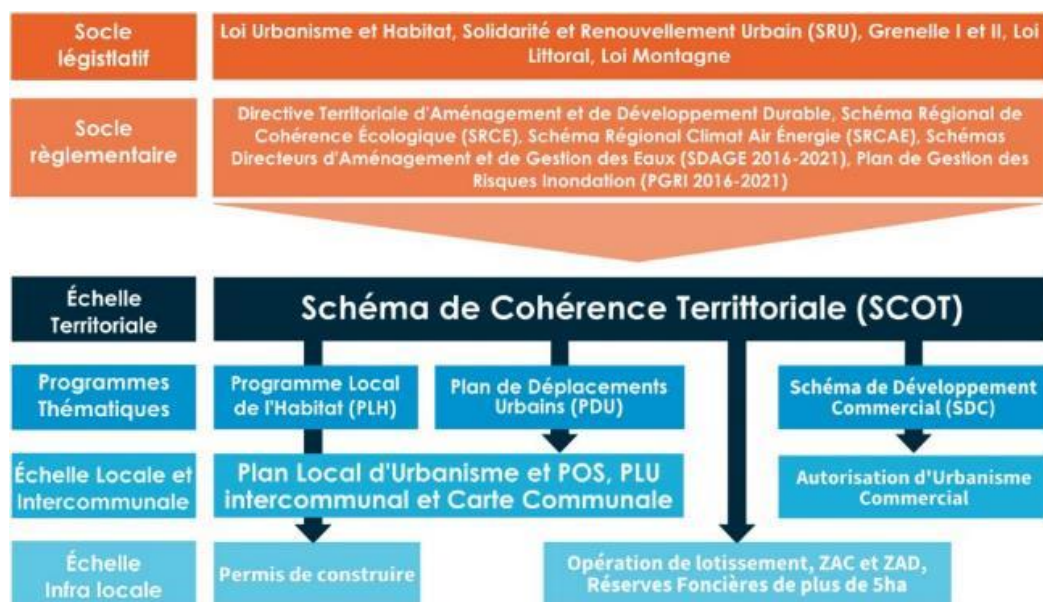 Socle
législtatif
Loi Urbanisme et Habitat, Solidarité et Renouvellement Urbain (SRU), Grenelle I et II, Loi
Littoral, Loi Montagne
Socle
règlementaire
Directive Territoriale d'Aménagement et de Développement Durable, Schéma Régional de
Cohérence Écologique (SRCE), Schéma Régional Climat Air Énergie (SRCAE), Schémas
Directeurs d'Aménagement et de Gestion des Eaux (SDAGE 2016-2021), Plan de Gestion des
Risques Inondation (PGRI 2016-2021)
Échelle
Territoriale
Schéma de Cohérence Territtoriale (SCOT)
Programmes
Thématiques
Programme Local
de l'Habitat (PLH)
Plan de Déplacements
Urbains (PDU)
Schéma de Développement
Commercial (SDC)
Échelle Locale et
Intercommunale
Plan Local d'Urbanisme et POS, PLU
intercommunal et Carte Communale
Autorisation d'Urbanisme
Commercial
Échelle
Infra locale
Permis de construire
Opération de lotissement, ZAC et ZAD,
Réserves Foncières de plus de 5ha